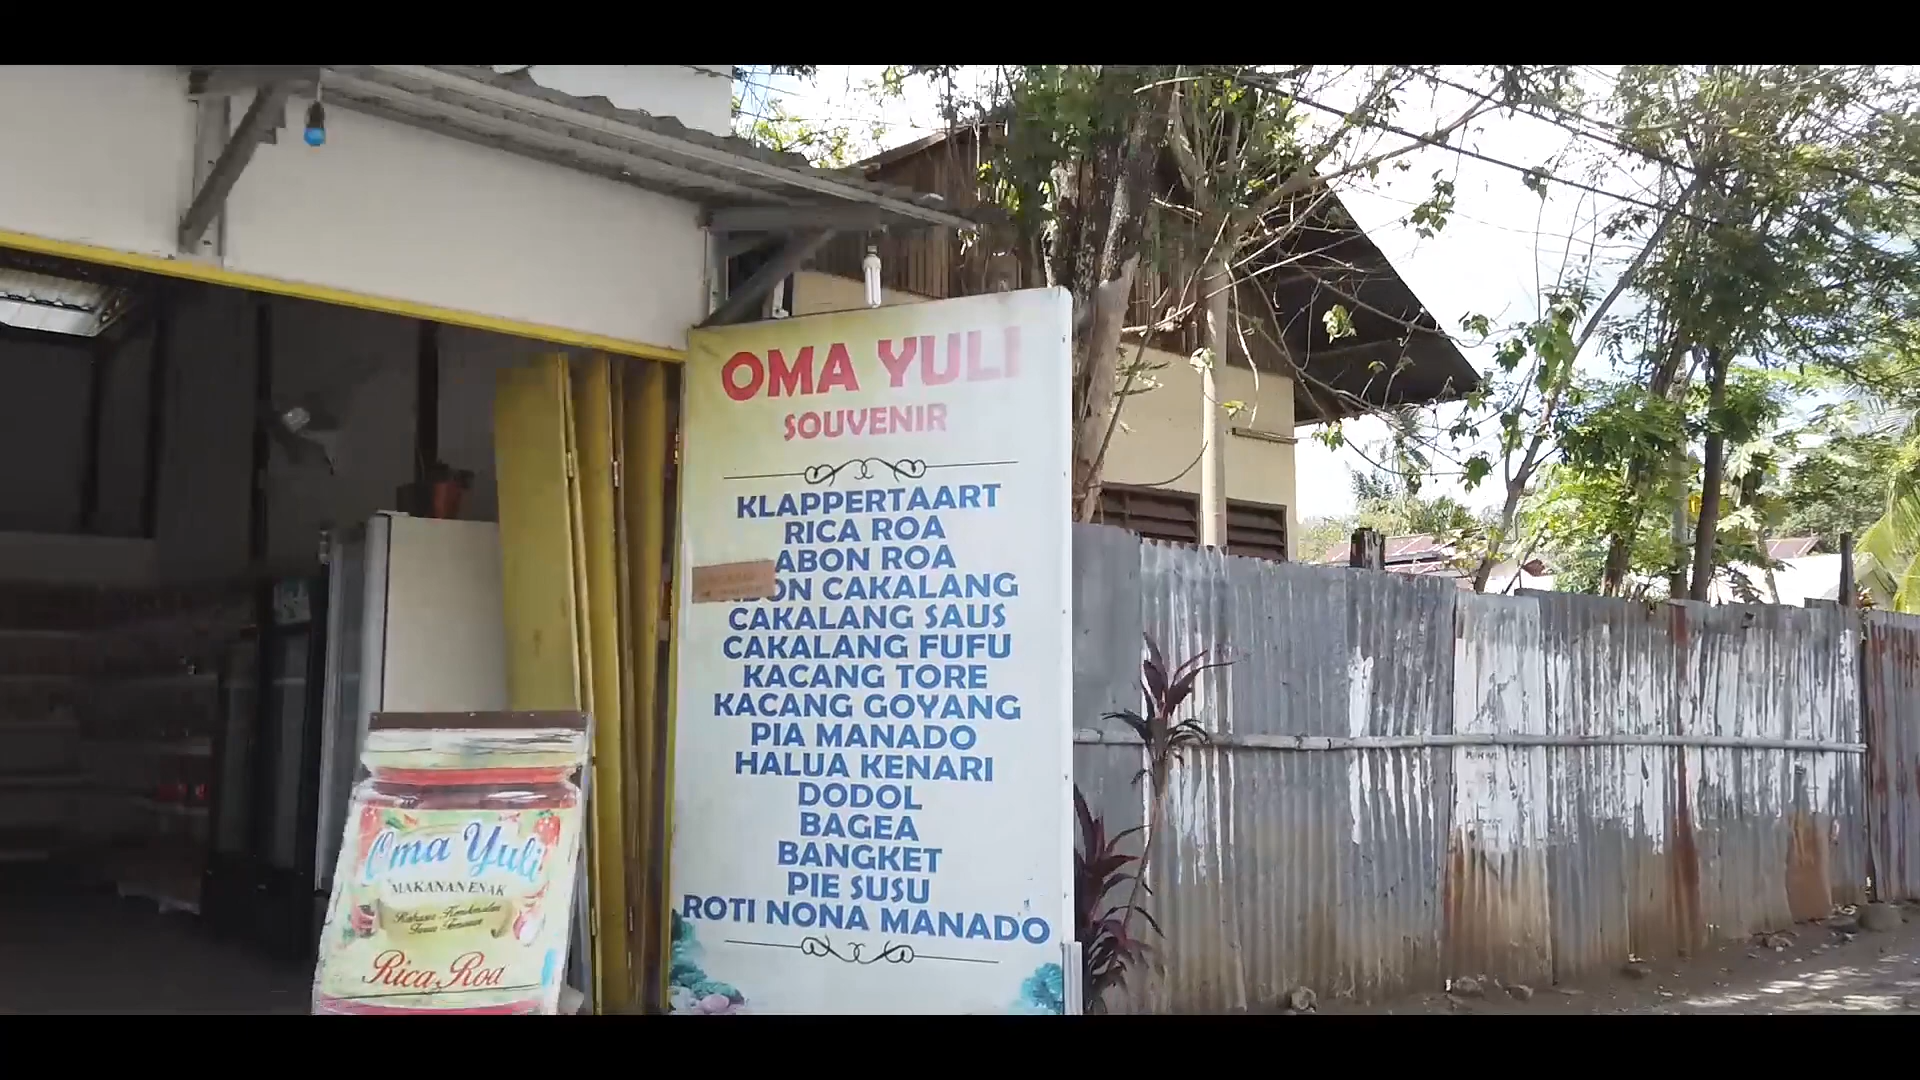 OMA YULI
SOUVENIR
KLAPPERTAART
RICA ROA
ABON ROA
ABON CAKALANG
CAKALANG SAUS
CAKALANG FUFU
KACANG TORE
KACANG GOYANG
PIA MANADO
HALUA KENARI
DODOL
BAGEA
BANGKET
PIE SUSU
ROTI NONA MANADO
Oma Yuli
MAKANAN ENAK
Rica Roa